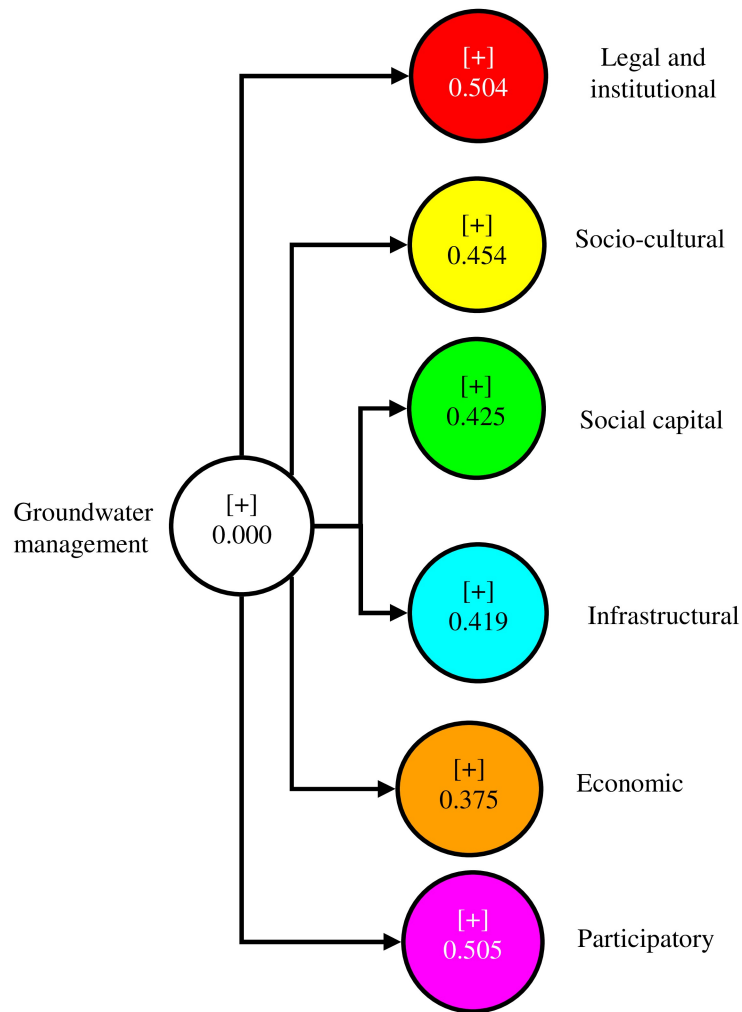 [+]
0.504
Legal and
institutional
[+]
0.454
Socio-cultural
[+]
0.425
Social capital
Groundwater
management
[+]
0.000
[+]
0.419
Infrastructural
[+]
0.375
Economic
[+]
0.505
Participatory